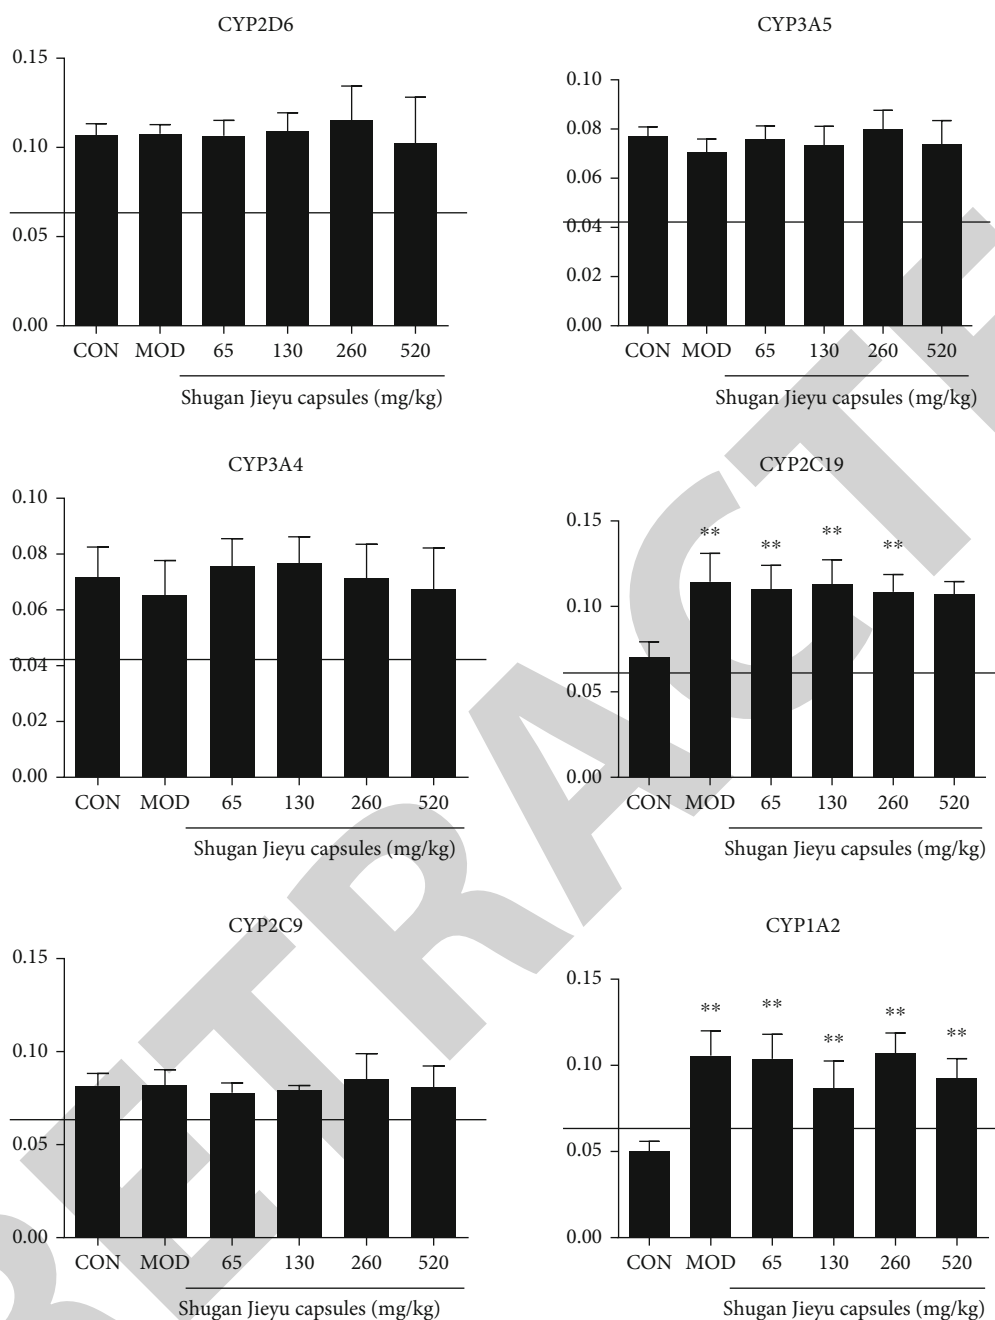 CYP2D6
0.15
0.10
0.05
0.00
CON MOD 65 130 260 520
Shugan Jieyu capsules (mg/kg)
CYP3A5
0.10
0.08
0.06
0.04
0.02
0.00
CON MOD 65 130 260 520
Shugan Jieyu capsules (mg/kg)
CYP3A4
0.10
0.08
0.06
0.04
0.02
0.00
CON MOD 65 130 260 520
Shugan Jieyu capsules (mg/kg)
CYP2C19
0.15
** ** ** **
0.10
0.05
0.00
CON MOD 65 130 260 520
Shugan Jieyu capsules (mg/kg)
CYP2C9
0.15
0.10
0.05
0.00
CON MOD 65 130 260 520
Shugan Jieyu capsules (mg/kg)
CYP1A2
0.15
** ** ** ** **
0.10
0.05
0.00
CON MOD 65 130 260 520
Shugan Jieyu capsules (mg/kg)
RETRACTE